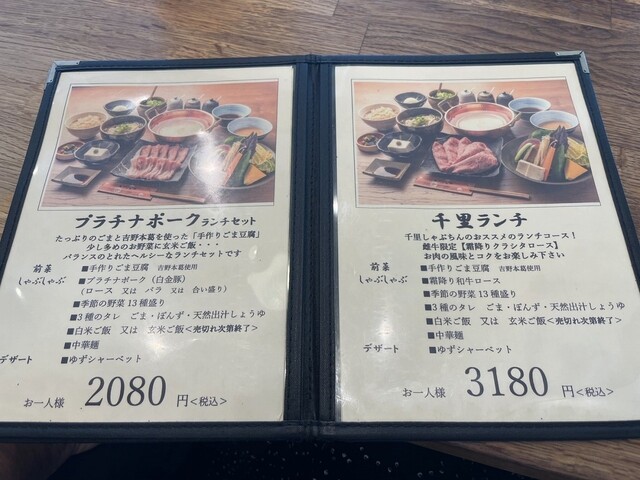 プラチナポークランチセット
たっぷりのごまと吉野本葛を使った「手作りごま豆腐」
少し多めのお野菜に玄米ご飯・・・
バランスのとれたヘルシーなランチセットです
前菜 ■手作りごま豆腐 吉野本葛使用
しゃぶしゃぶ ■プラチナポーク（白金豚）
（ロース 又は バラ 又は 合い盛り）
■季節の野菜13種盛り
■3種のタレ ごま・ぽんず・天然出汁しょうゆ
■白米ご飯 又は 玄米ご飯<売切れ次第終了>
■中華麺
デザート ■ゆずシャーベット
お一人様 2080 円<税込>
千里ランチ
千里しゃぶちんのおススメのランチコース！
雌牛限定【霜降りクラシタロース】
お肉の風味とコクをお楽しみ下さい
前菜 ■手作りごま豆腐 吉野本葛使用
しゃぶしゃぶ ■霜降り和牛ロース
■季節の野菜13種盛り
■3種のタレ ごま・ぽんず・天然出汁しょうゆ
■白米ご飯 又は 玄米ご飯<売切れ次第終了>
■中華麺
デザート ■ゆずシャーベット
お一人様 3180 円<税込>